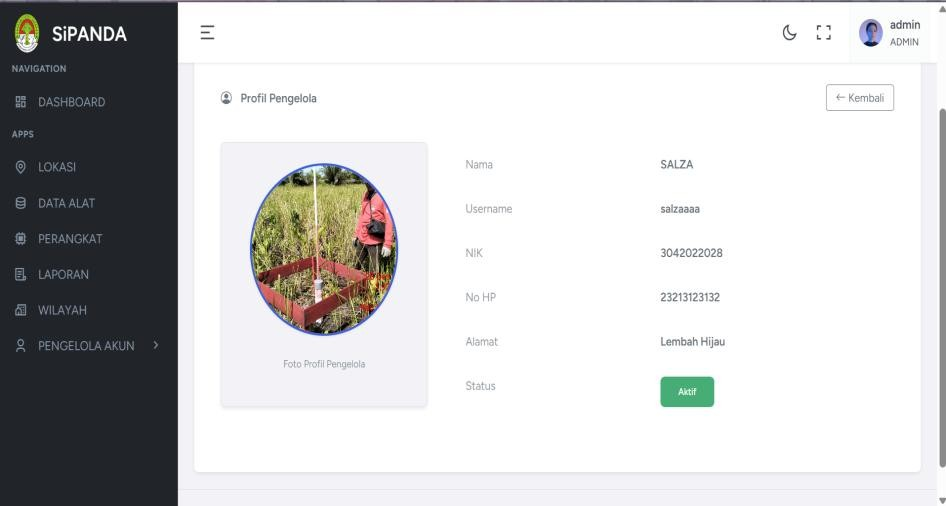 SiPANDA
admin
ADMIN
NAVIGATION
DASHBOARD
APPS
LOKASI
DATA ALAT
PERANGKAT
LAPORAN
WILAYAH
PENGELOLA AKUN
Profil Pengelola
← Kembali
Foto Profil Pengelola
Nama SALZA
Username salzaaaa
NIK 3042022028
No HP 23213123132
Alamat Lembah Hijau
Status Aktif